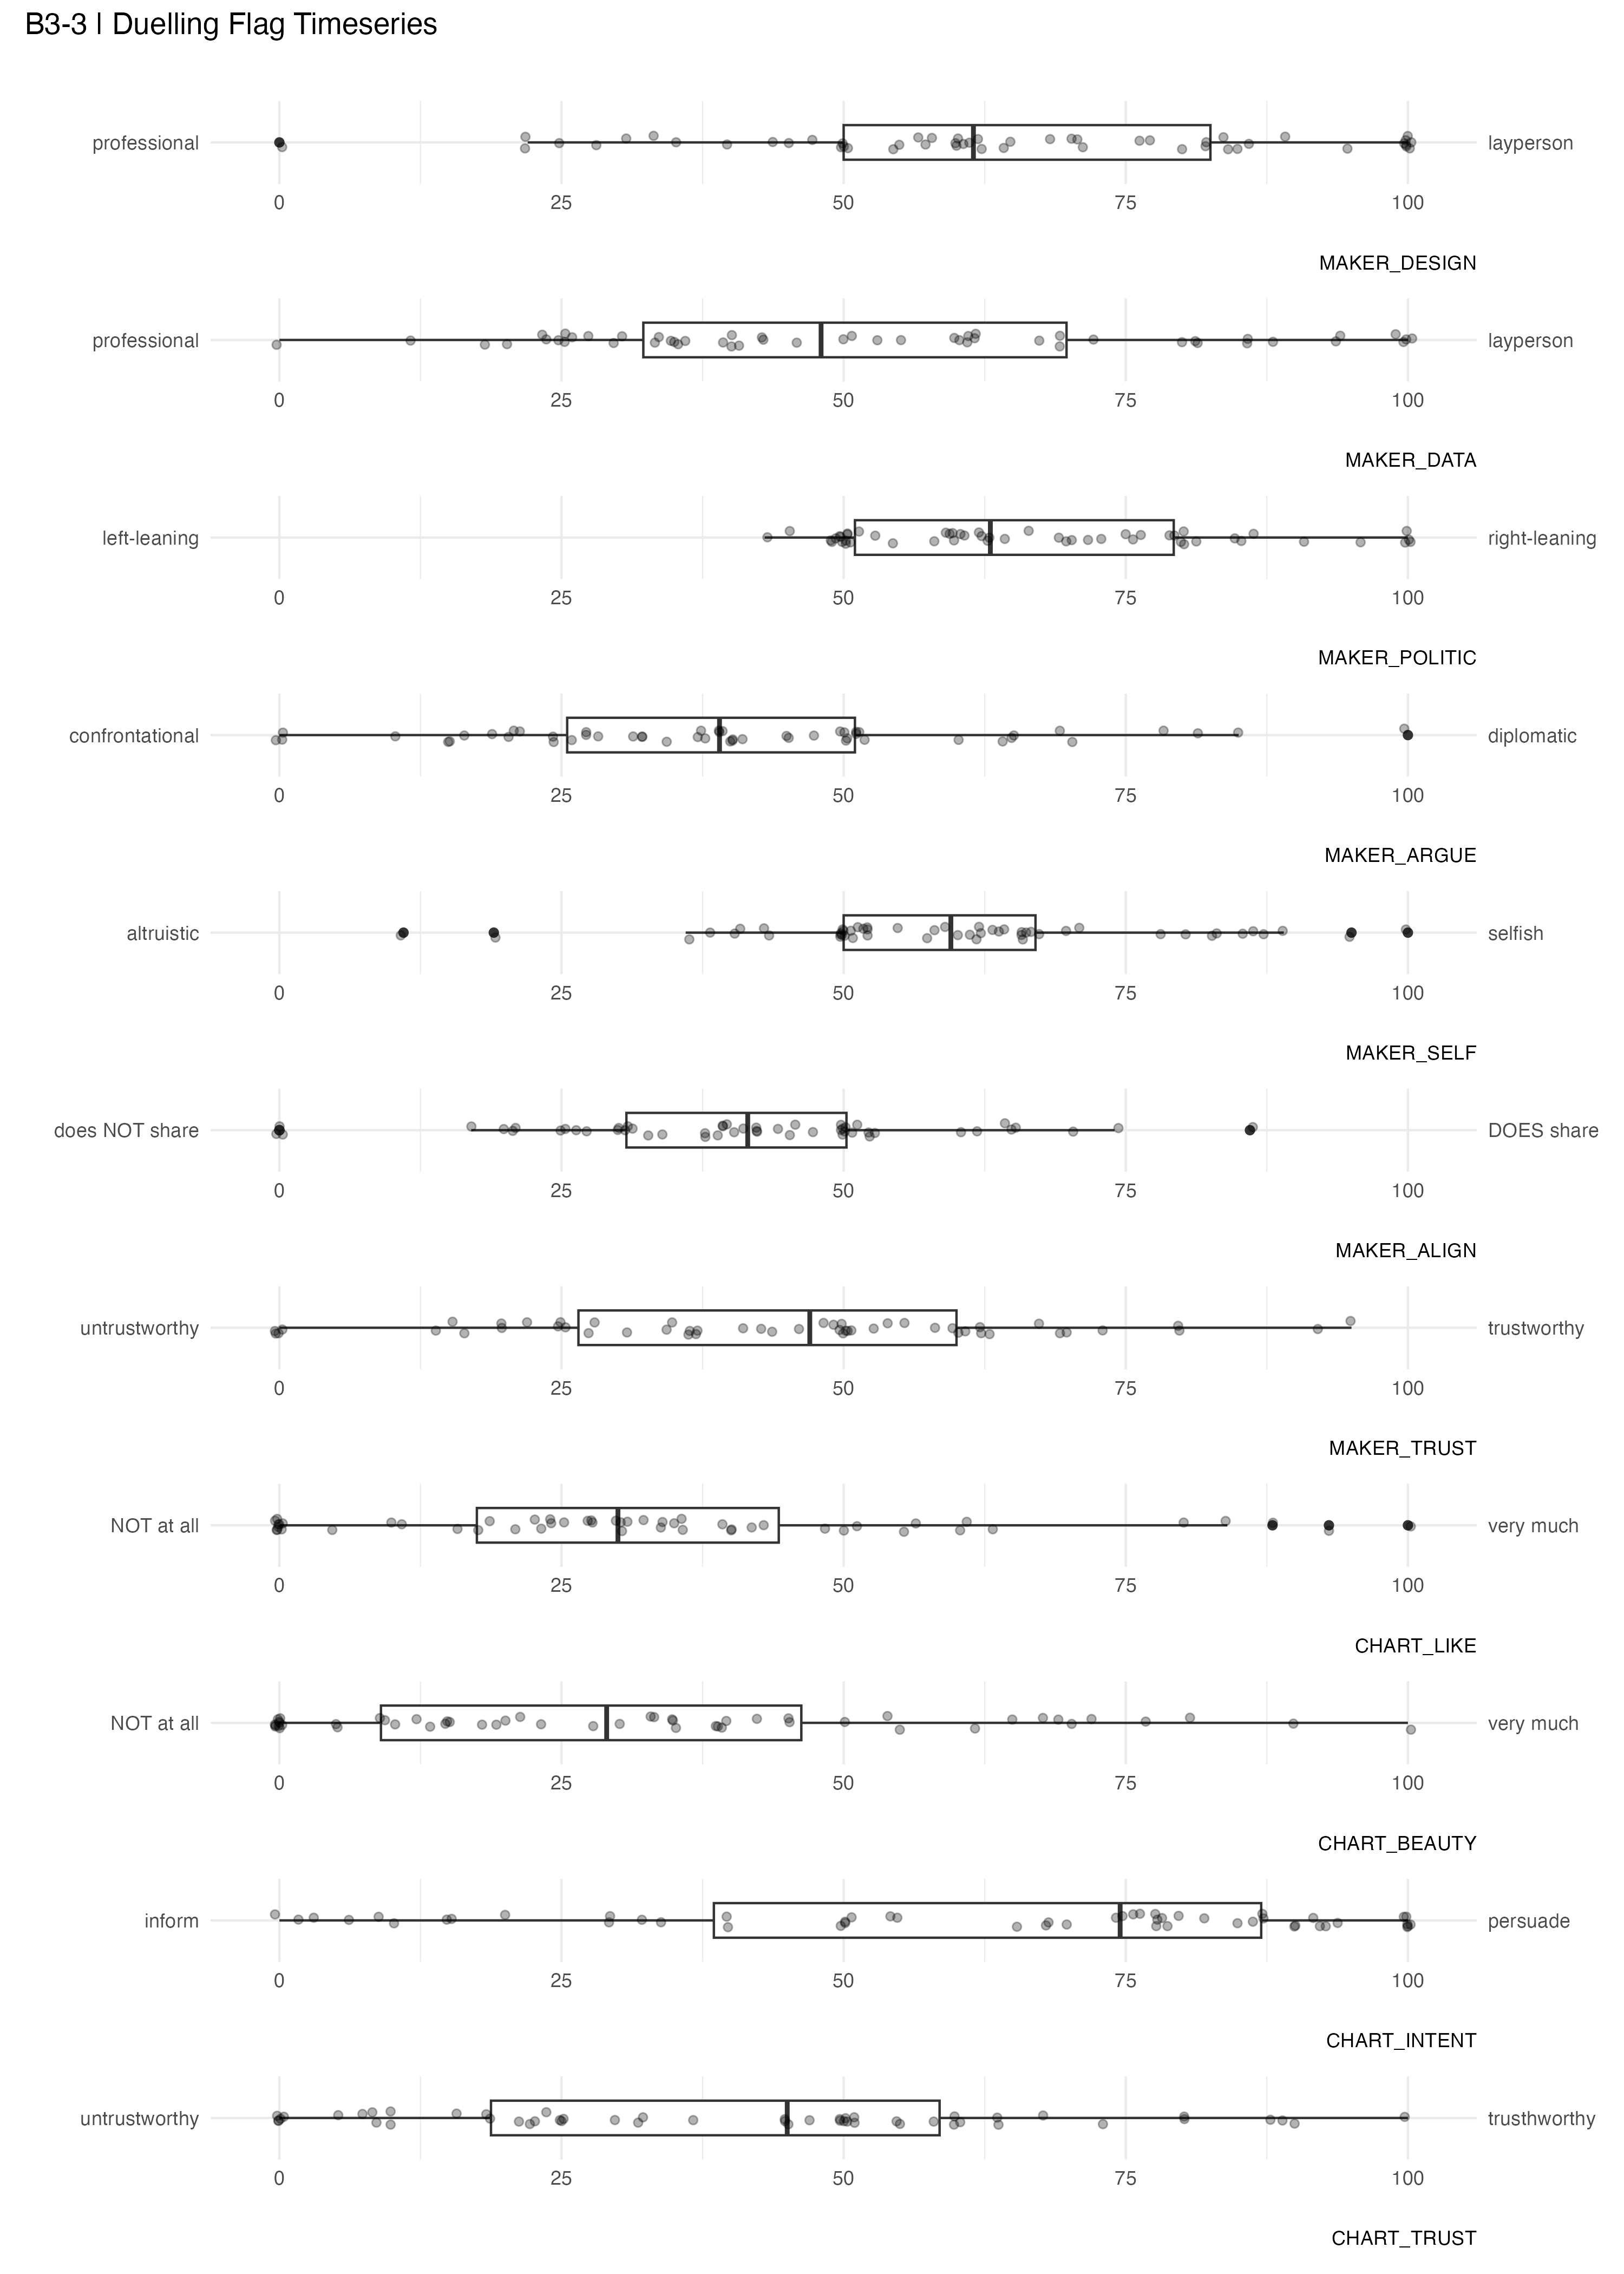 B3-3 | Duelling Flag Timeseries
professional layperson
0 25 50 75 100
MAKER_DESIGN
professional layperson
0 25 50 75 100
MAKER_DATA
left-leaning right-leaning
0 25 50 75 100
MAKER_POLITIC
confrontational diplomatic
0 25 50 75 100
MAKER_ARGUE
altruistic selfish
0 25 50 75 100
MAKER_SELF
does NOT share DOES share
0 25 50 75 100
MAKER_ALIGN
untrustworthy trustworthy
0 25 50 75 100
MAKER_TRUST
NOT at all very much
0 25 50 75 100
CHART_LIKE
NOT at all very much
0 25 50 75 100
CHART_BEAUTY
inform persuade
0 25 50 75 100
CHART_INTENT
untrustworthy trusthworthy
0 25 50 75 100
CHART_TRUST